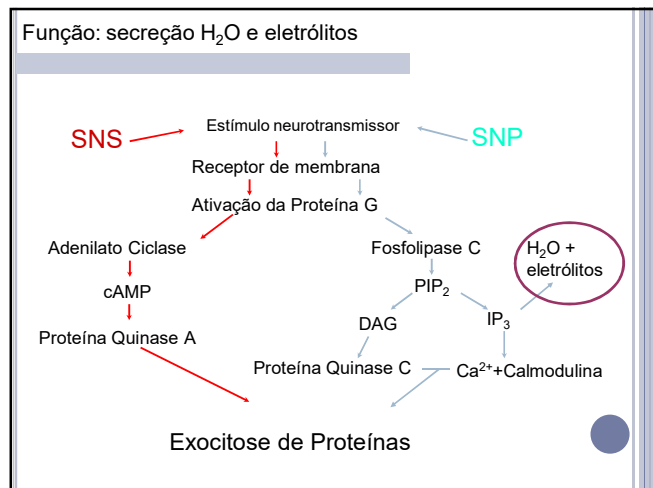 Função: secreção H₂O e eletrólitos
Estímulo neurotransmissor
SNS
SNP
Receptor de membrana
Ativação da Proteína G
Adenilato Ciclase
Fosfolipase C
H₂O +
eletrólitos
cAMP
PIP₂
DAG
IP₃
Proteína Quinase A
Proteína Quinase C
Ca²⁺+Calmodulina
Exocitose de Proteínas